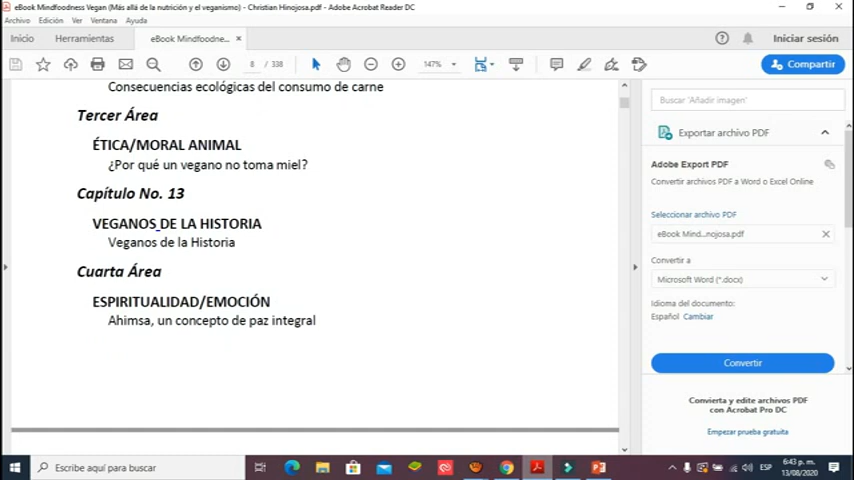 eBook Mindfoodness Vegan (Más allá de la nutrición y el veganismo) - Christian Hinojosa.pdf - Adobe Acrobat Reader DC
Archivo Edición Ver Ventana Ayuda
Inicio Herramientas eBook Mindfoodne... × Iniciar sesión
8 / 338 147% Compartir
Consecuencias ecológicas del consumo de carne
Tercer Área
ÉTICA/MORAL ANIMAL
¿Por qué un vegano no toma miel?
Capítulo No. 13
VEGANOS DE LA HISTORIA
Veganos de la Historia
Cuarta Área
ESPIRITUALIDAD/EMOCIÓN
Ahimsa, un concepto de paz integral
Buscar 'Añadir imagen'
Exportar archivo PDF
Adobe Export PDF
Convertir archivos PDF a Word o Excel Online
Seleccionar archivo PDF
eBook Mind...nojosa.pdf
Convertir a
Microsoft Word (*.docx)
Idioma del documento:
Español Cambiar
Convertir
Convierta y edite archivos PDF
con Acrobat Pro DC
Empezar prueba gratuita
Escribe aquí para buscar
ESP
6:43 p. m.
13/08/2020